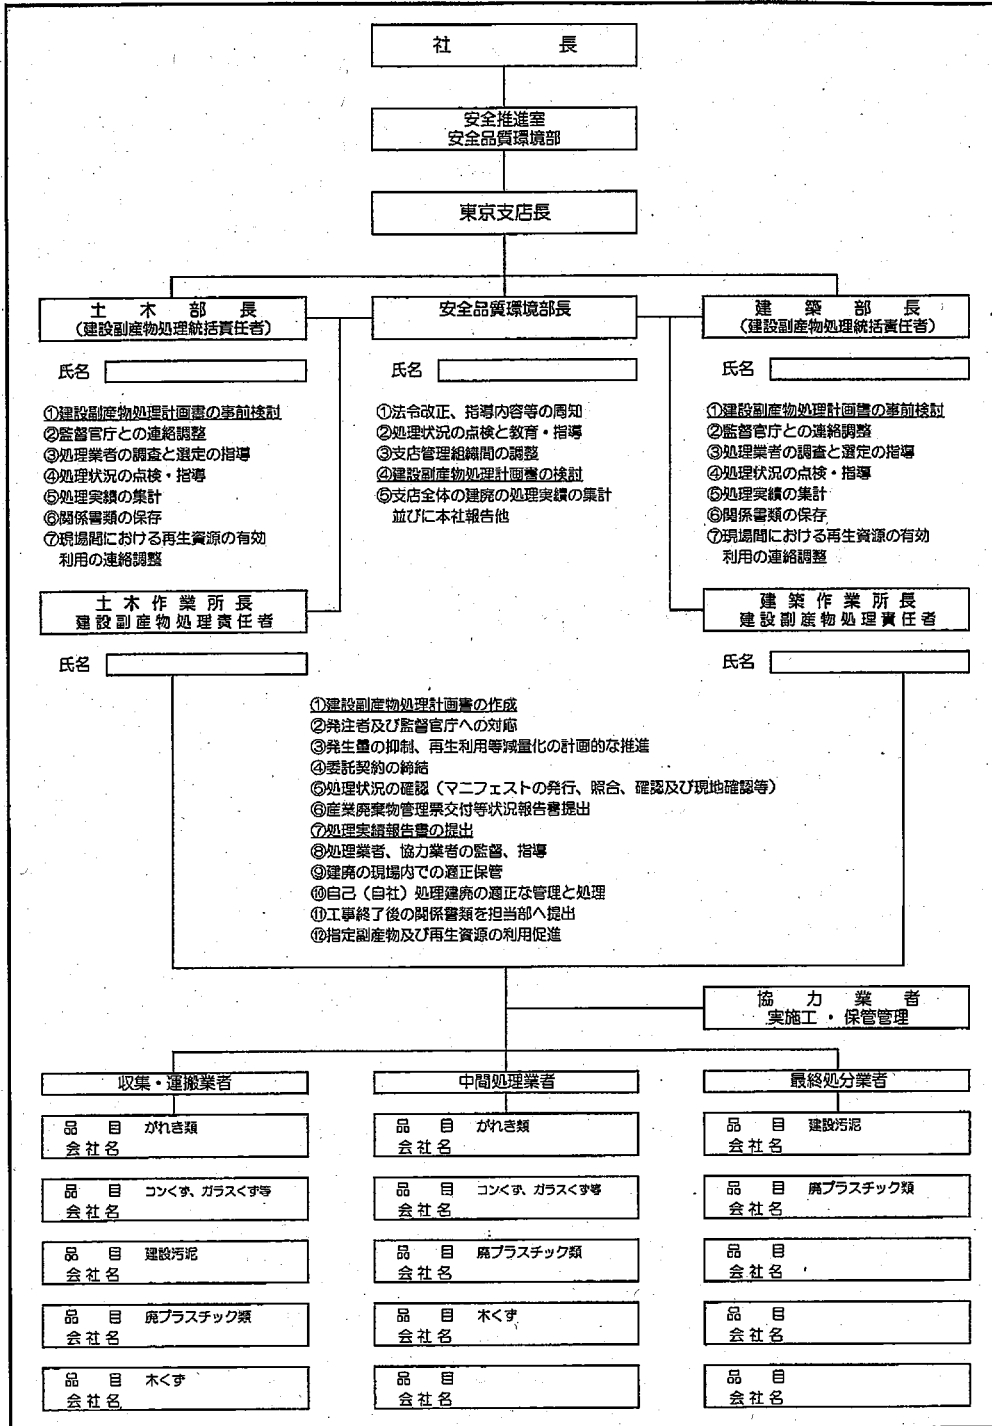 社長
安全推進室
安全品質環境部
東京支店長
土木部長
（建設副産物処理統括責任者）
氏名
①建設副産物処理計画書の事前検討
②監督官庁との連絡調整
③処理業者の調査と選定の指導
④処理状況の点検・指導
⑤処理実績の集計
⑥関係書類の保存
⑦現場間における再生資源の有効
利用の連絡調整
安全品質環境部長
氏名
①法令改正、指導内容等の周知
②処理状況の点検と教育・指導
③支店管理組織間の調整
④建設副産物処理計画書の検討
⑤支店全体の建廃の処理実績の集計
並びに本社報告他
建築部長
（建設副産物処理統括責任者）
氏名
①建設副産物処理計画書の事前検討
②監督官庁との連絡調整
③処理業者の調査と選定の指導
④処理状況の点検・指導
⑤処理実績の集計
⑥関係書類の保存
⑦現場間における再生資源の有効
利用の連絡調整
土木作業所長
建設副産物処理責任者
氏名
建築作業所長
建設副産物処理責任者
氏名
①建設副産物処理計画書の作成
②発注者及び監督官庁への対応
③発生量の抑制、再生利用等減量化の計画的な推進
④委託契約の締結
⑤処理状況の確認（マニフェストの発行、照合、確認及び現地確認等）
⑥産業廃棄物管理票交付等状況報告書提出
⑦処理実績報告書の提出
⑧処理業者、協力業者の監督、指導
⑨建廃の現場内での適正保管
⑩自己（自社）処理建廃の適正な管理と処理
⑪工事終了後の関係書類を担当部へ提出
⑫指定副産物及び再生資源の利用促進
協力業者
実施工・保管管理
収集・運搬業者
品目 がれき類
会社名
品目 コンくず、ガラスくず等
会社名
品目 建設汚泥
会社名
品目 廃プラスチック類
会社名
品目 木くず
会社名
中間処理業者
品目 がれき類
会社名
品目 コンくず、ガラスくず等
会社名
品目 廃プラスチック類
会社名
品目 木くず
会社名
品目
会社名
最終処分業者
品目 建設汚泥
会社名
品目 廃プラスチック類
会社名
品目
会社名
品目
会社名
品目
会社名